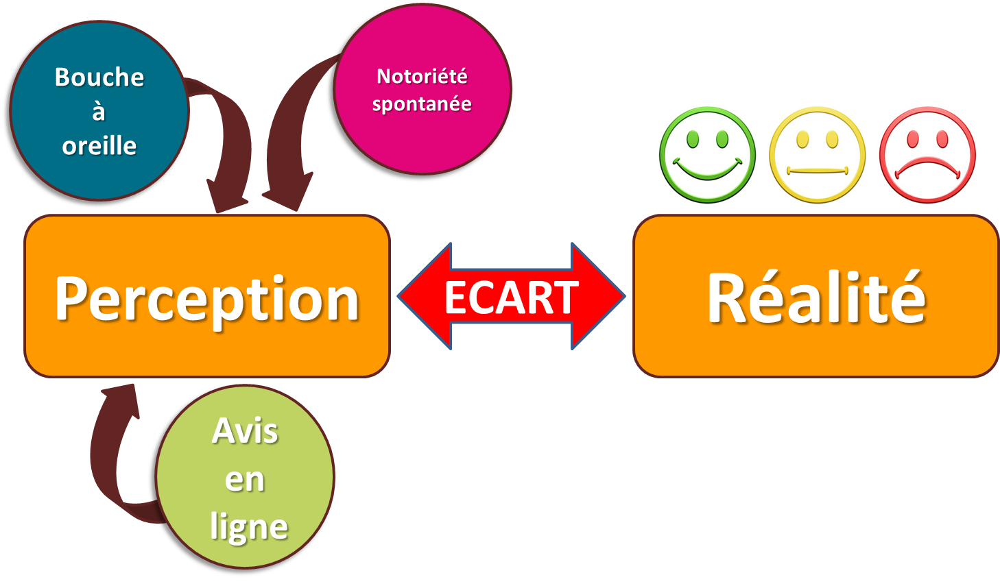 Bouche
à
oreille
Notoriété
spontanée
Perception
ECART
Réalité
Avis
en
ligne